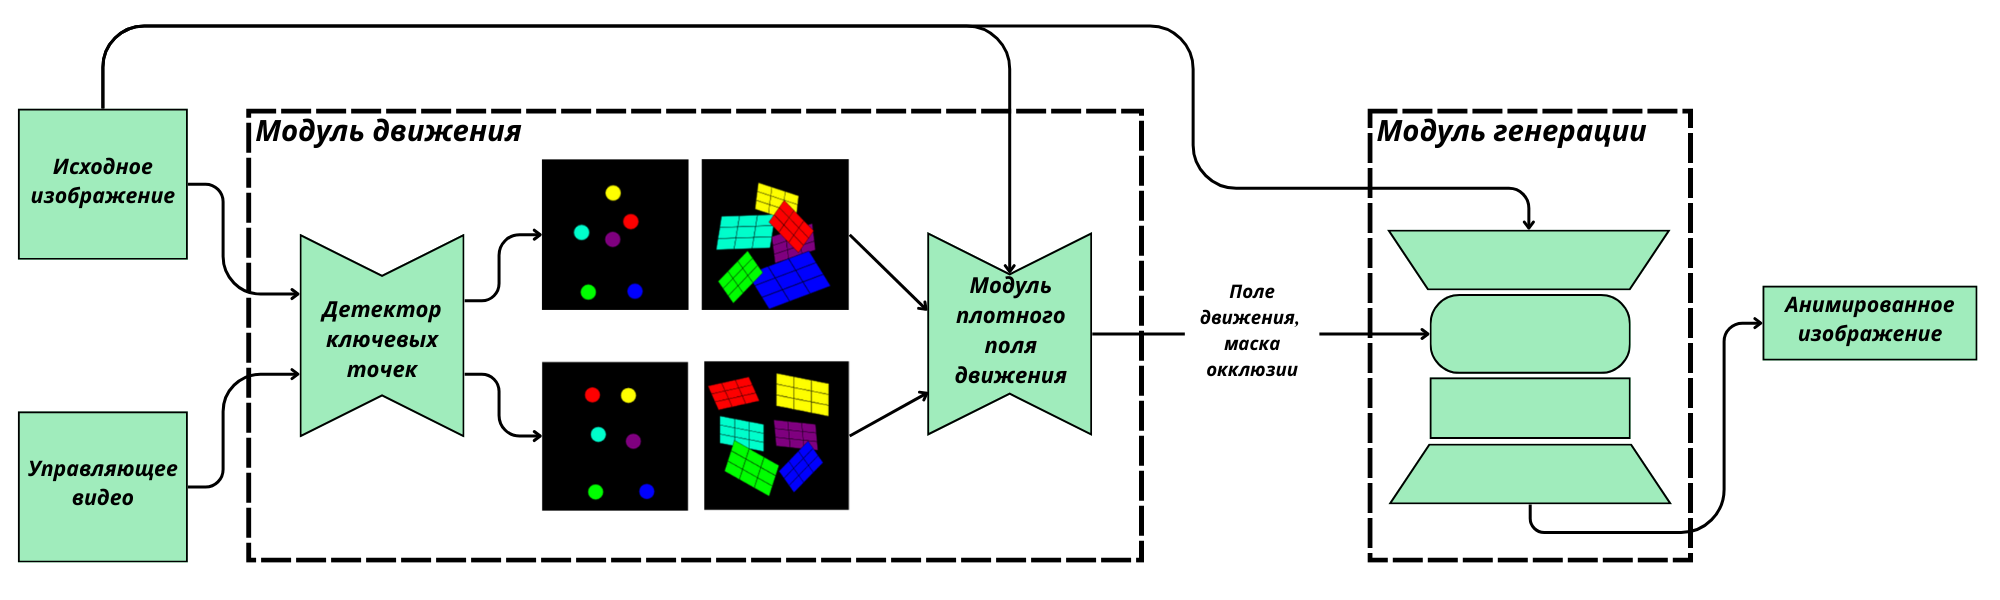 Модуль движения
Модуль генерации
Исходное
изображение
Управляющее
видео
Детектор
ключевых
точек
Модуль
плотного
поля
движения
Поле
движения,
маска
окклюзии
Анимированное
изображение